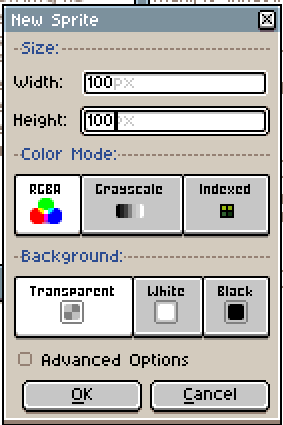 New Sprite
Size:
Width: 100px
Height: 100px
Color Mode:
RGBA Grayscale Indexed
Background:
Transparent White Black
Advanced Options
OK Cancel